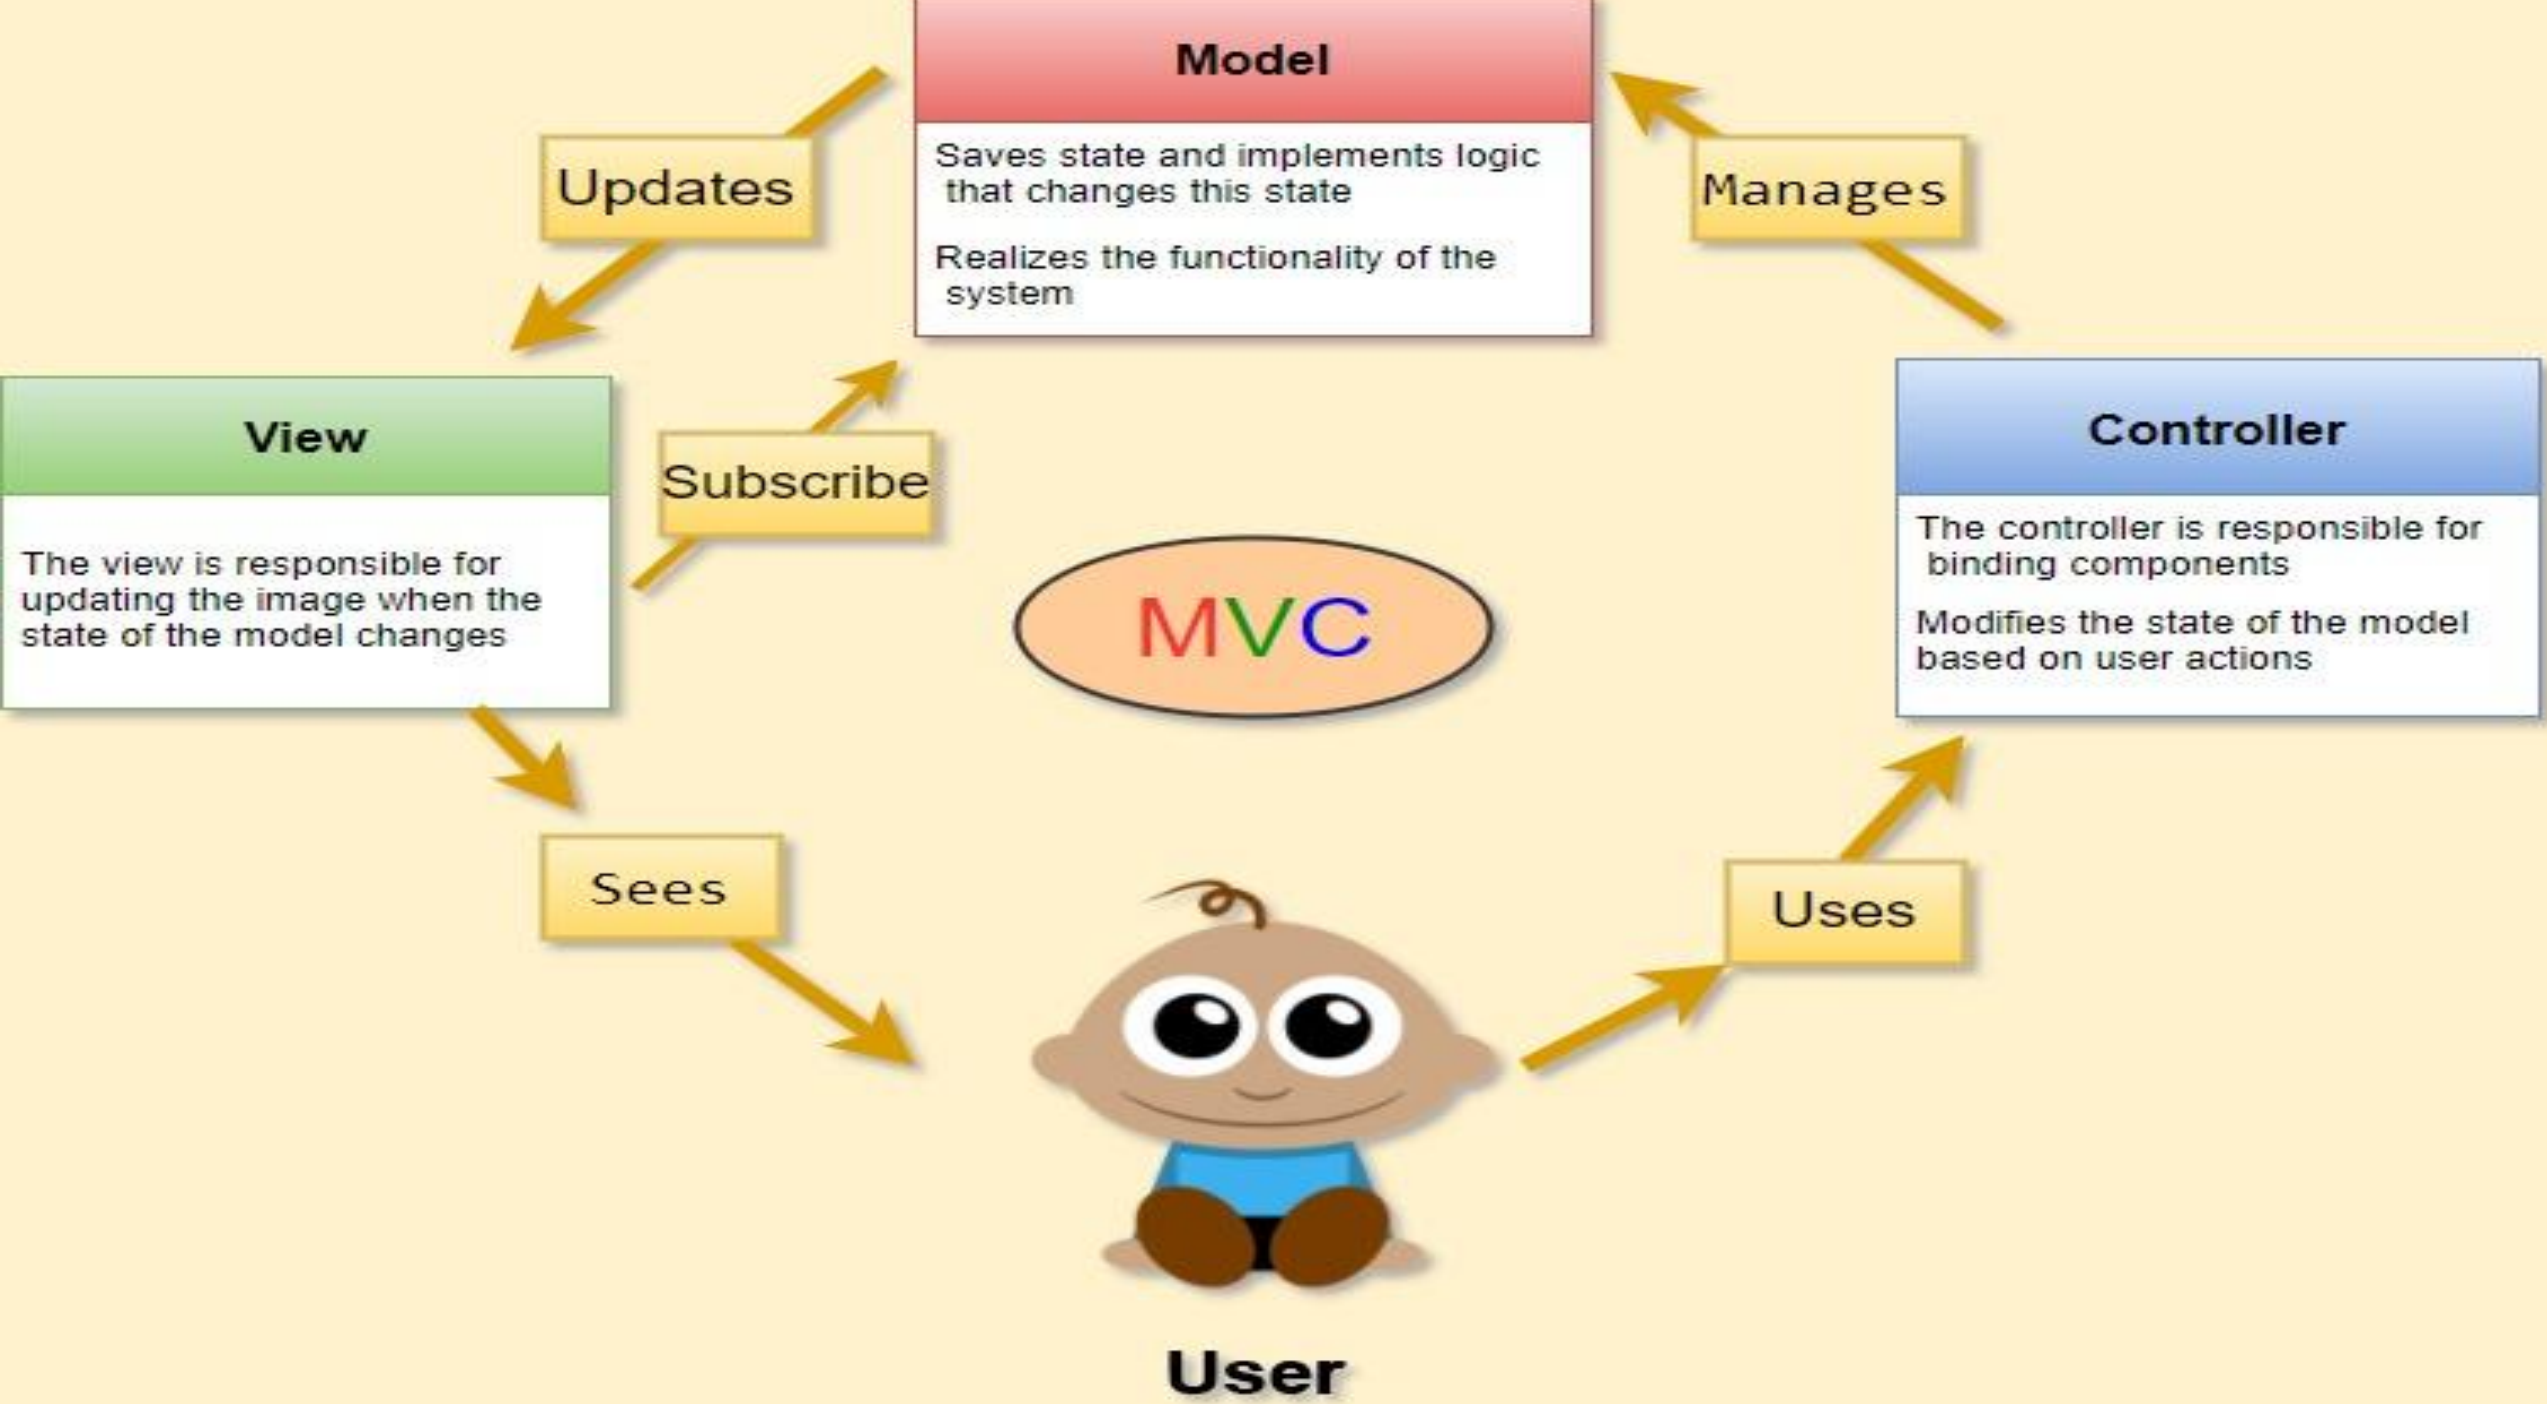 Model
Saves state and implements logic
that changes this state
Realizes the functionality of the
system
Updates
Manages
View
The view is responsible for
updating the image when the
state of the model changes
Subscribe
Controller
The controller is responsible for
binding components
Modifies the state of the model
based on user actions
MVC
Sees
Uses
User